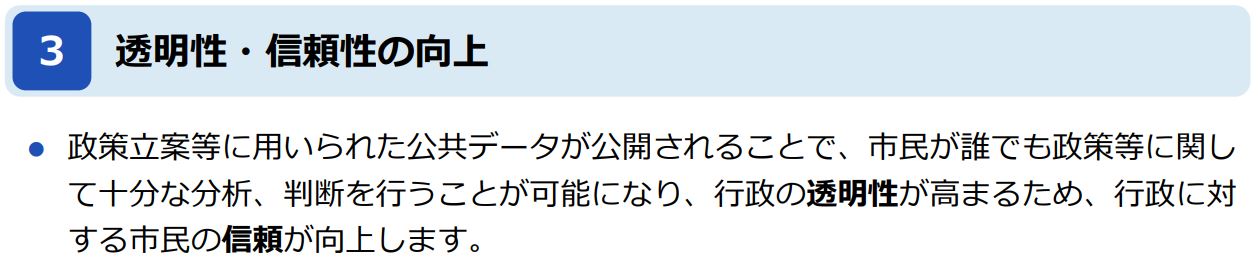 3 透明性・信頼性の向上
● 政策立案等に用いられた公共データが公開されることで、市民が誰でも政策等に関し
て十分な分析、判断を行うことが可能になり、行政の透明性が高まるため、行政に対
する市民の信頼が向上します。